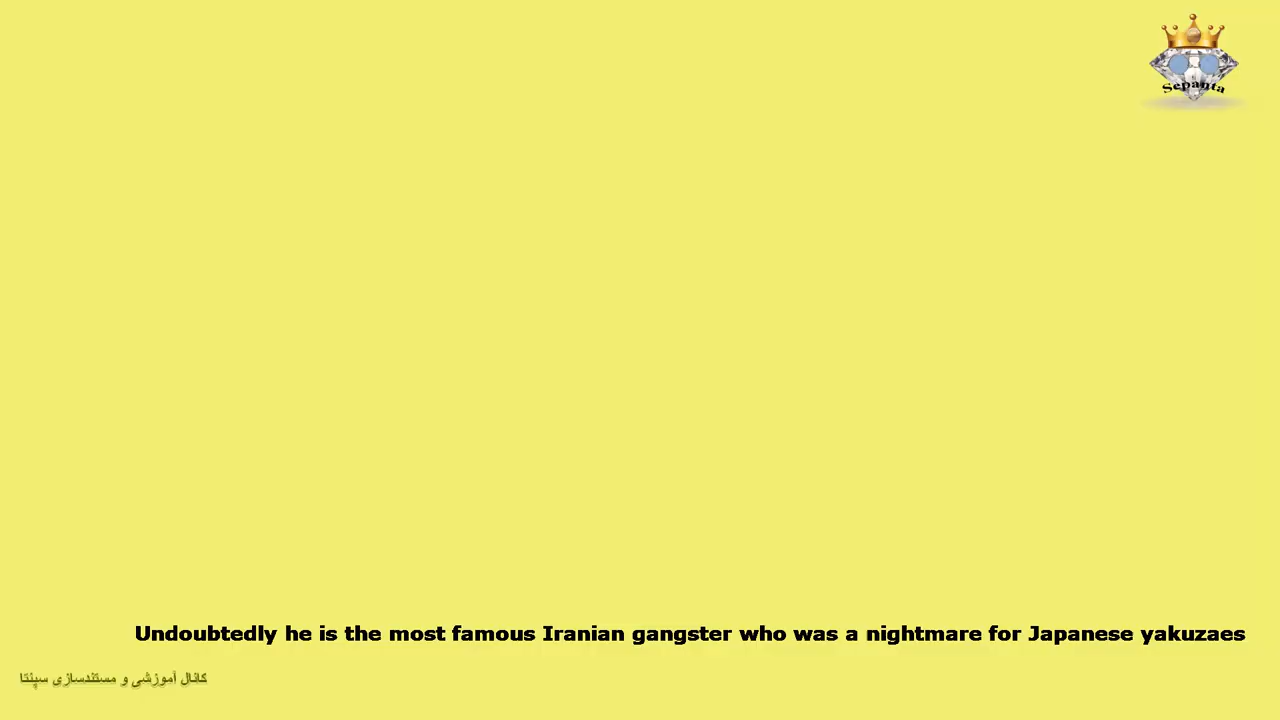 Sepanta
Undoubtedly he is the most famous Iranian gangster who was a nightmare for Japanese yakuzaes
کانال آموزشی و مستندسازی سپنتا